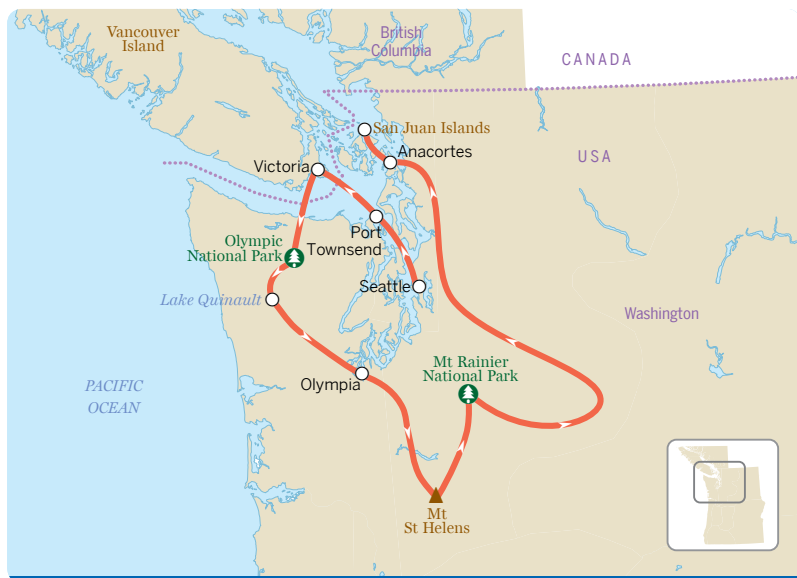 Vancouver
Island
British
Columbia
CANADA
San Juan Islands
Anacortes
USA
Victoria
Port
Townsend
Olympic
National Park
Seattle
Lake Quinault
Washington
Mt Rainier
National Park
Olympia
PACIFIC
OCEAN
Mt
St Helens